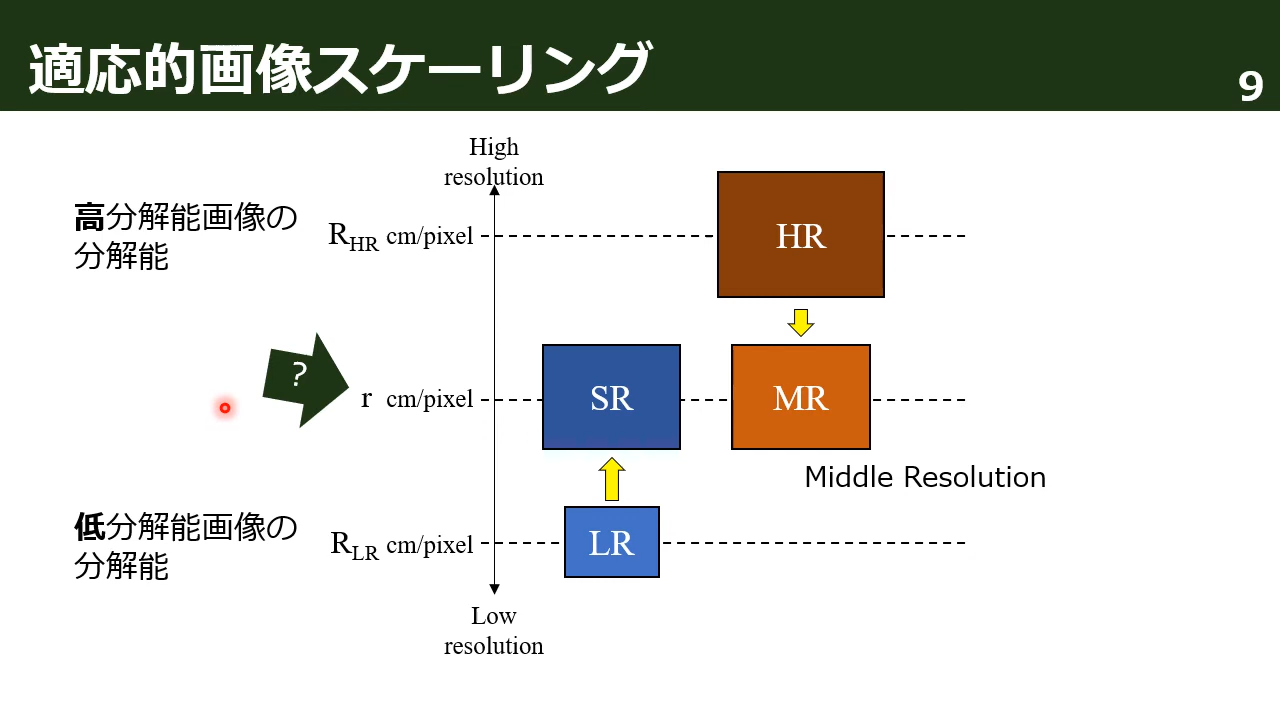 適応的画像スケーリング
9
High
resolution
高分解能画像の
分解能
R_HR cm/pixel
HR
?
r cm/pixel
SR
MR
Middle Resolution
低分解能画像の
分解能
R_LR cm/pixel
LR
Low
resolution